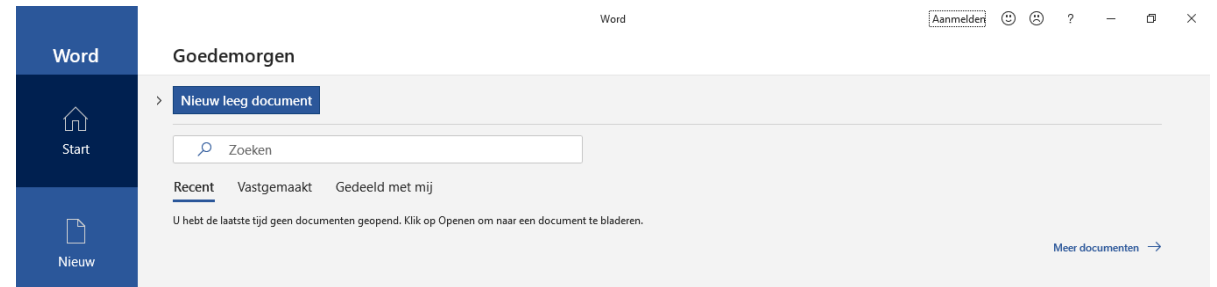 Word
Aanmelden ?
Word
Goedemorgen
Nieuw leeg document
Start
Zoeken
Recent Vastgemaakt Gedeeld met mij
U hebt de laatste tijd geen documenten geopend. Klik op Openen om naar een document te bladeren.
Meer documenten
Nieuw